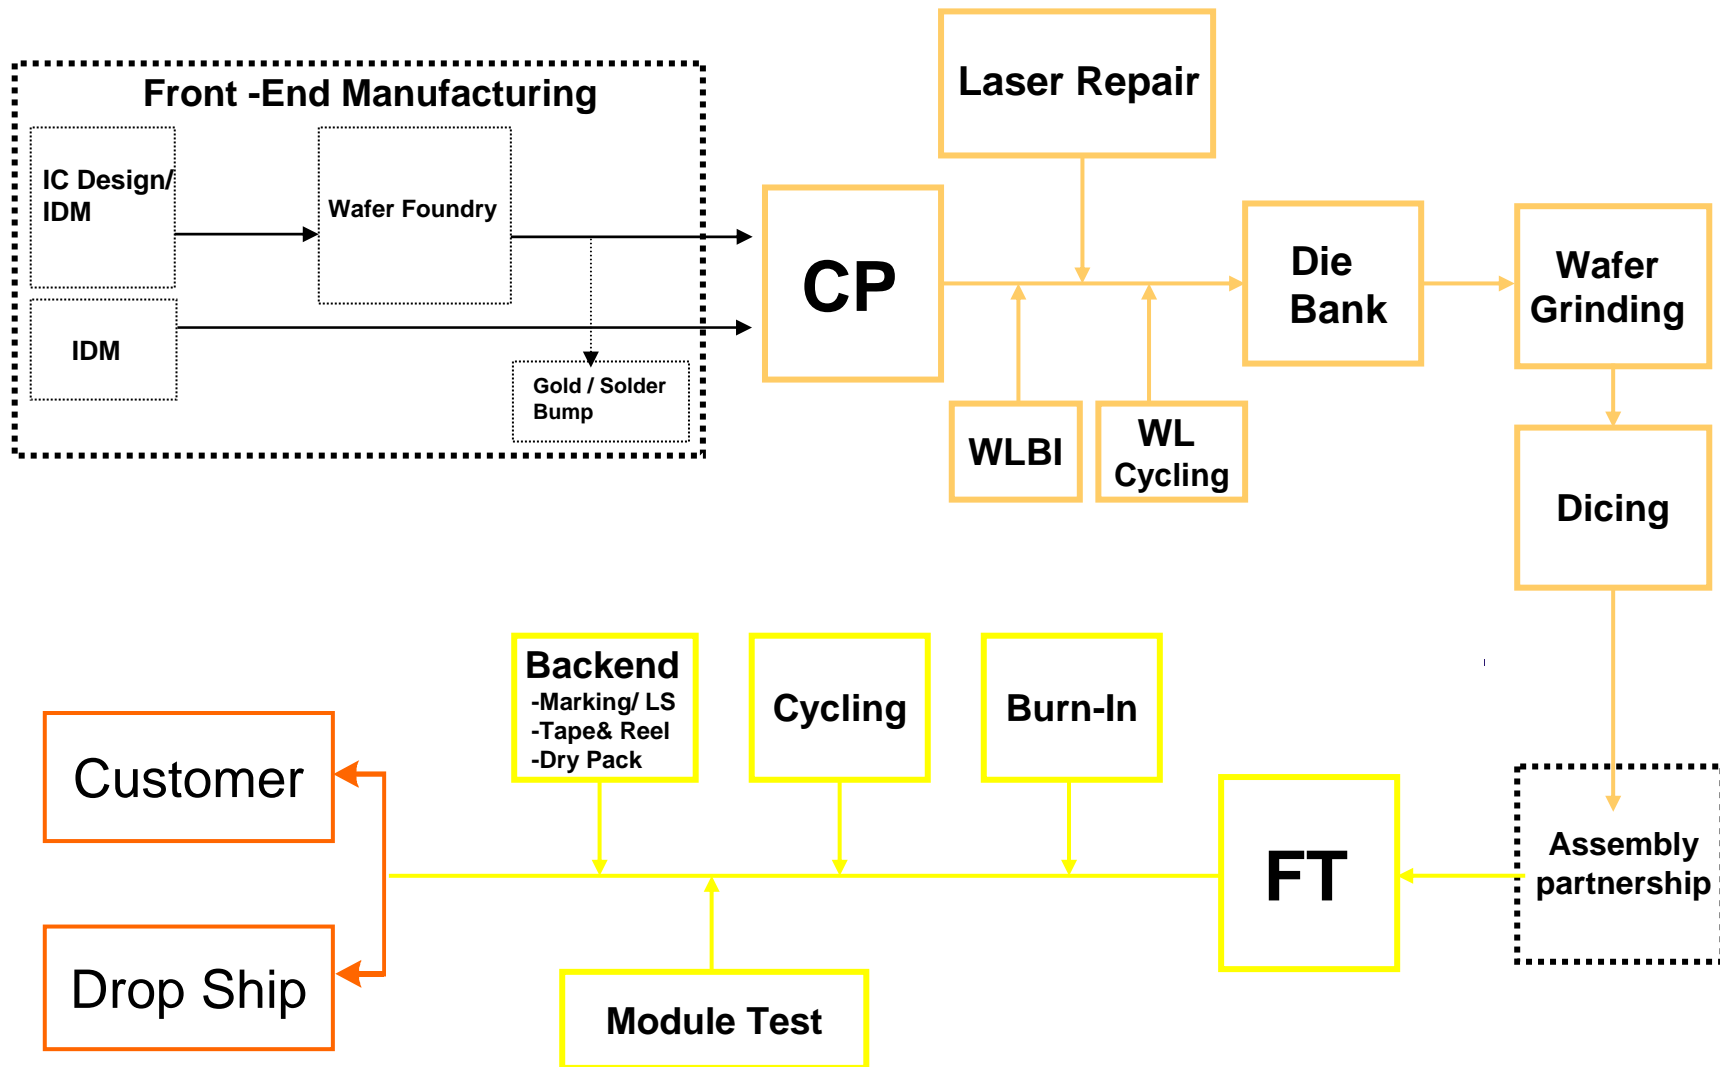 Front -End Manufacturing
IC Design/
IDM
Wafer Foundry
IDM
Gold / Solder
Bump
CP
Laser Repair
WLBI
WL
Cycling
Die
Bank
Wafer
Grinding
Dicing
Assembly
partnership
FT
Burn-In
Cycling
Backend
-Marking/ LS
-Tape& Reel
-Dry Pack
Module Test
Customer
Drop Ship